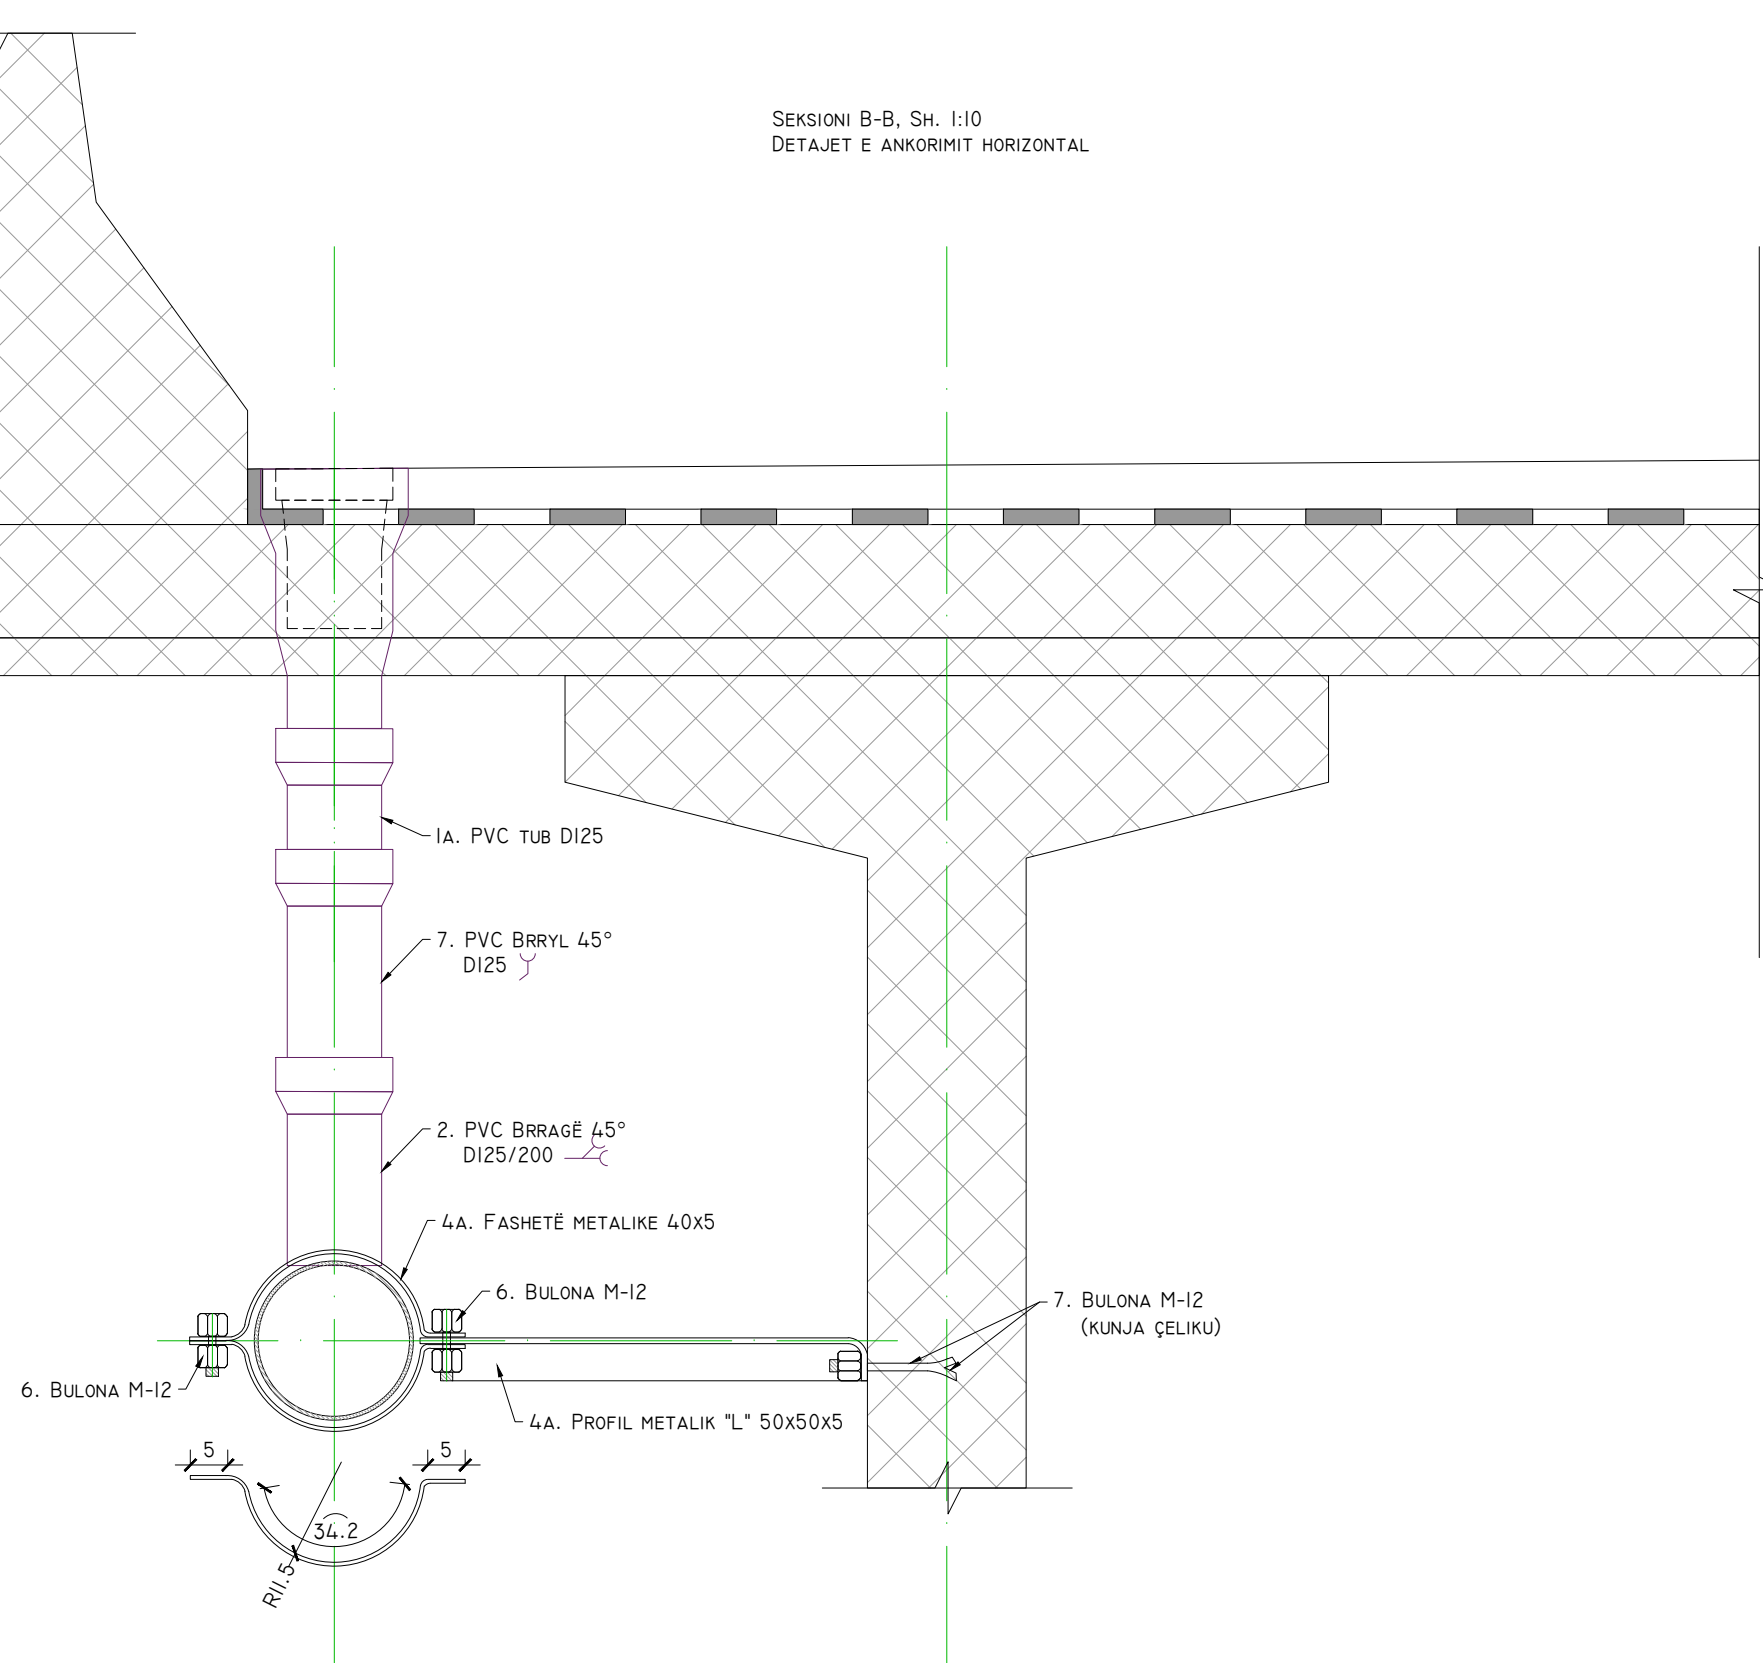 SEKSIONI B-B, SH. 1:10
DETAJET E ANKORIMIT HORIZONTAL
1A. PVC TUB D125
7. PVC BRRYL 45°
D125
2. PVC BRRAGË 45°
D125/200
4A. FASHETË METALIKE 40X5
6. BULONA M-12
7. BULONA M-12
(KUNJA ÇELIKU)
6. BULONA M-12
4A. PROFIL METALIK "L" 50X50X5
5
5
34.2
R11.5